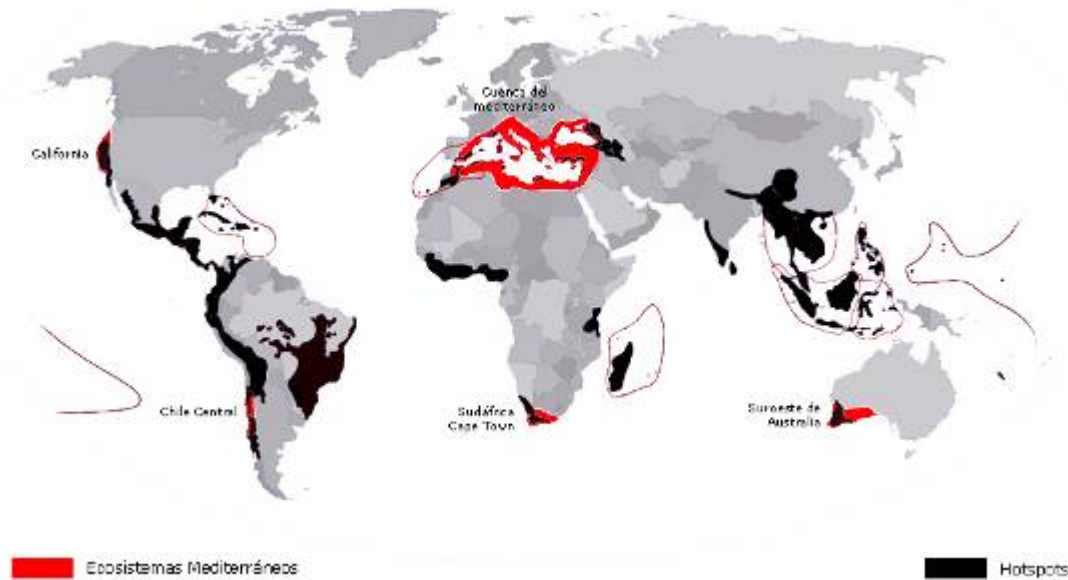 Cuenca del
mediterráneo
California
Chile Central
Sudáfrica
Cape Town
Suroeste de
Australia
Ecosistemas Mediterráneos
Hotspots